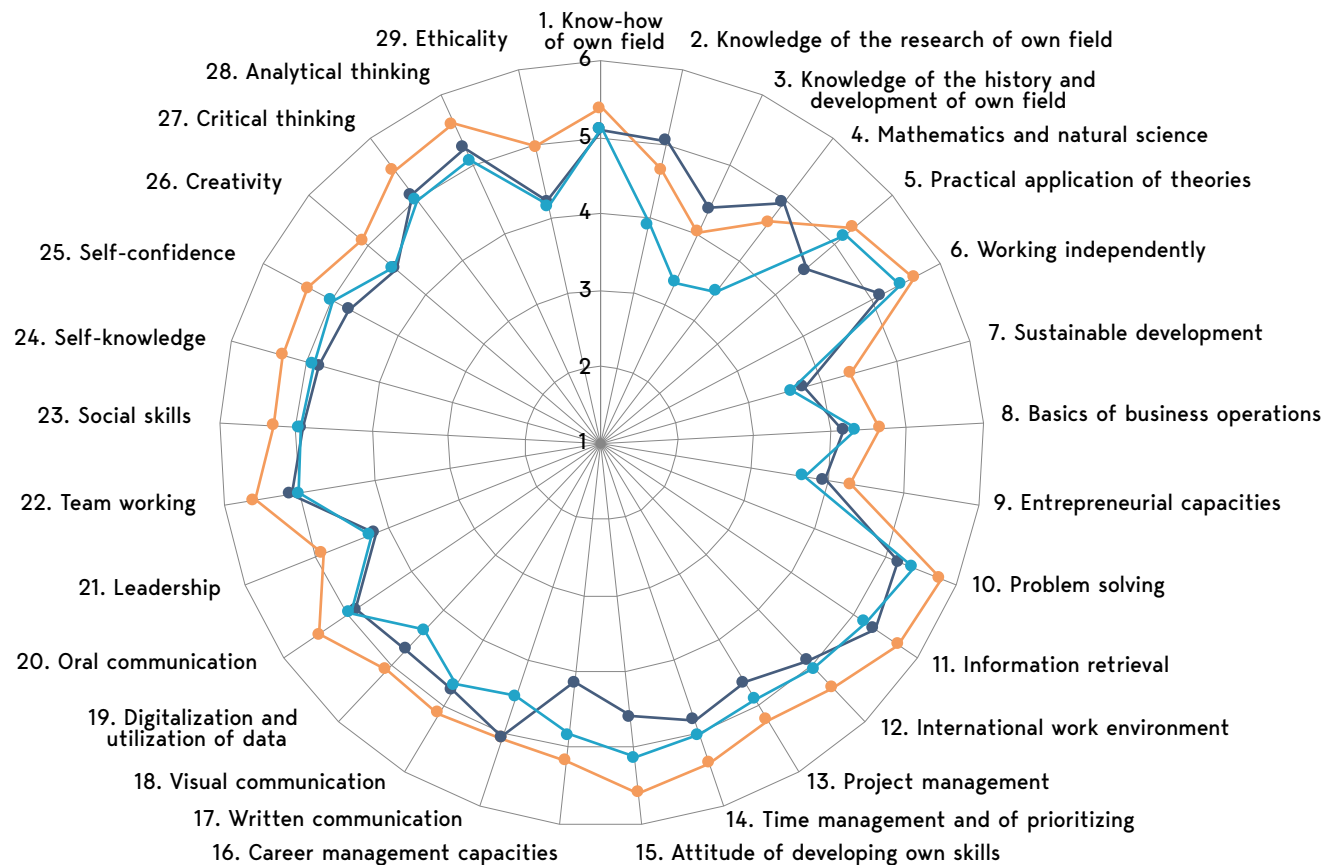 1. Know-how
of own field
2. Knowledge of the research of own field
3. Knowledge of the history and
development of own field
4. Mathematics and natural science
5. Practical application of theories
6. Working independently
7. Sustainable development
8. Basics of business operations
9. Entrepreneurial capacities
10. Problem solving
11. Information retrieval
12. International work environment
13. Project management
14. Time management and of prioritizing
15. Attitude of developing own skills
16. Career management capacities
17. Written communication
18. Visual communication
19. Digitalization and
utilization of data
20. Oral communication
21. Leadership
22. Team working
23. Social skills
24. Self-knowledge
25. Self-confidence
26. Creativity
27. Critical thinking
28. Analytical thinking
29. Ethicality
6
5
4
3
2
1